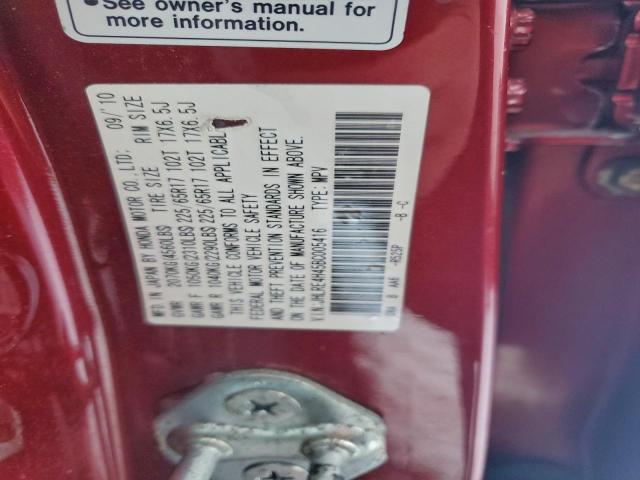 ● See owner's manual for
more information.
MFD. IN JAPAN BY HONDA MOTOR CO., LTD: 09/'10
GVWR 2070KG/4560LBS TIRE SIZE RIM SIZE
GAWR F 1050KG/2310LBS 225/65R17 102T 17X6.5J
GAWR R 1040KG/2290LBS 225/65R17 102T 17X6.5J
THIS VEHICLE CONFORMS TO ALL APPLICABLE
FEDERAL MOTOR VEHICLE SAFETY
AND THEFT PREVENTION STANDARDS IN EFFECT
ON THE DATE OF MANUFACTURE SHOWN ABOVE.
V.I.N: JHLRE4H45BC005416 TYPE: MPV
-B -C